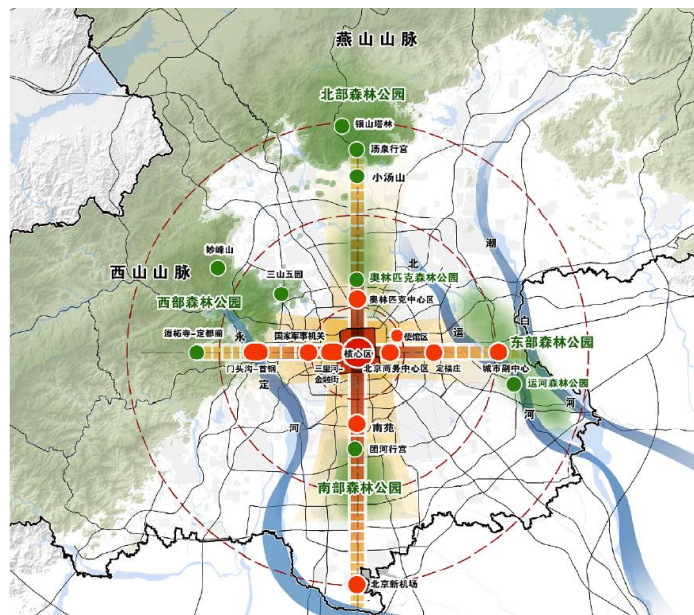 燕山山脉
北部森林公园
银山塔林
汤泉行宫
小汤山
妙峰山
西山山脉
三山五园
西部森林公园
奥林匹克森林公园
奥林匹克中心区
潮
白
河
北
运
河
使馆区
东部森林公园
潭柘寺-定都阁
永
定
河
国家军事机关
核心区
门头沟-首钢
三里河-
金融街
北京商务中心区
定福庄
城市副中心
运河森林公园
南苑
团河行宫
南部森林公园
北京新机场